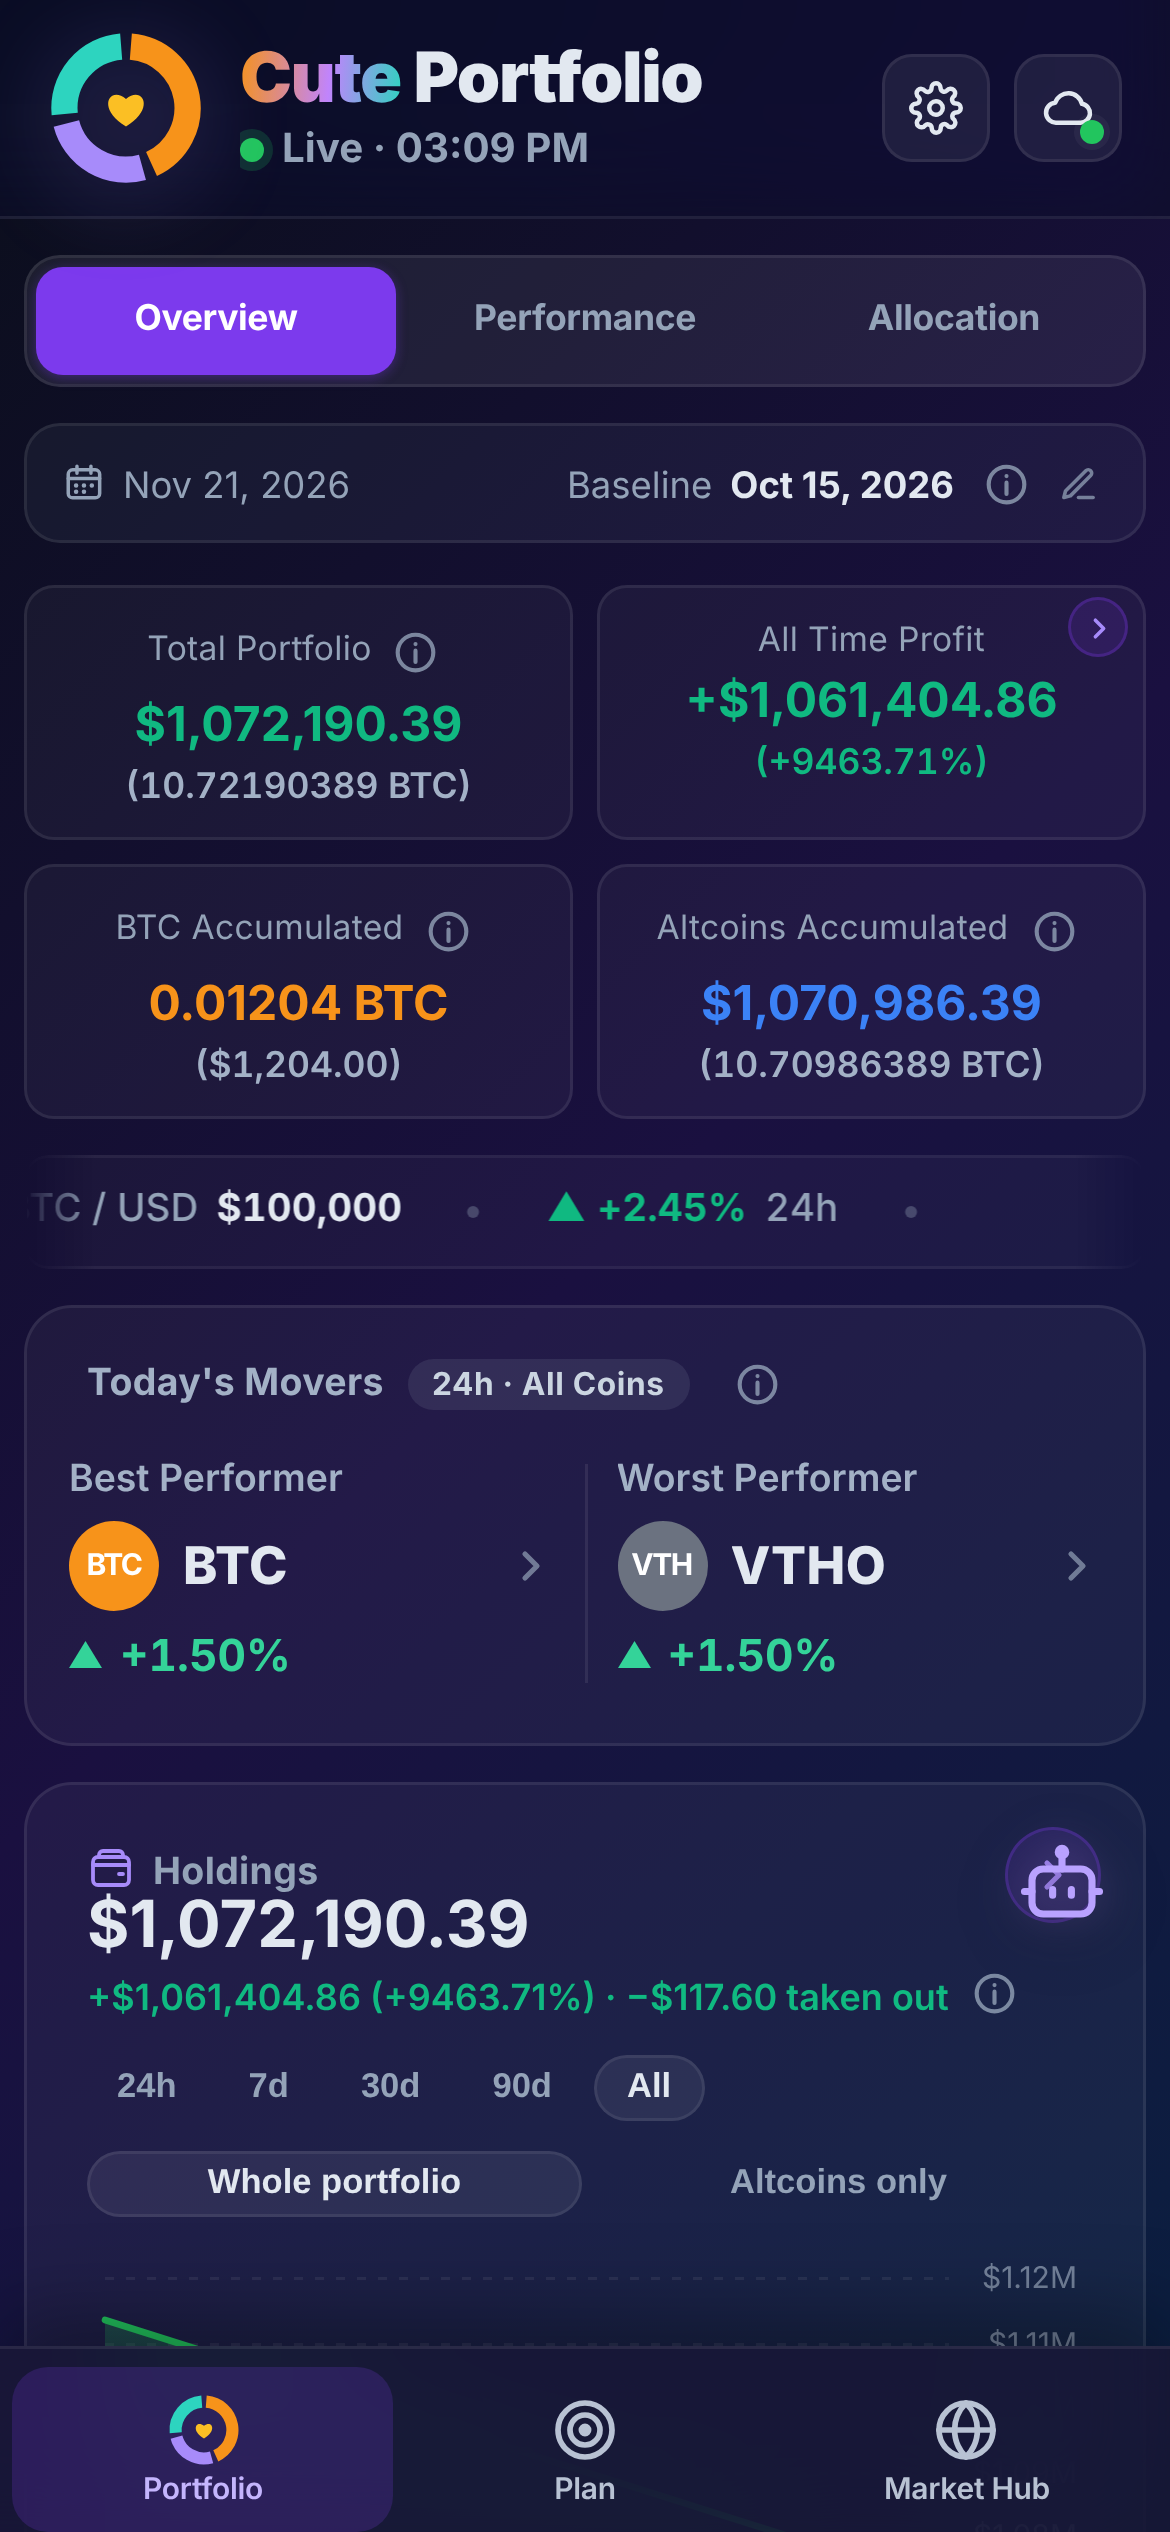 Cute Portfolio
Live · 03:09 PM
Overview
Performance
Allocation
Nov 21, 2026
Baseline Oct 15, 2026
Total Portfolio
$1,072,190.39
(10.72190389 BTC)
All Time Profit
+$1,061,404.86
(+9463.71%)
BTC Accumulated
0.01204 BTC
($1,204.00)
Altcoins Accumulated
$1,070,986.39
(10.70986389 BTC)
TC / USD $100,000 • ▲ +2.45% 24h •
Today's Movers
24h · All Coins
Best Performer
BTC BTC
▲ +1.50%
Worst Performer
VTH VTHO
▲ +1.50%
Holdings
$1,072,190.39
+$1,061,404.86 (+9463.71%) · −$117.60 taken out
24h 7d 30d 90d All
Whole portfolio
Altcoins only
$1.12M
$1.11M
Portfolio
Plan
Market Hub